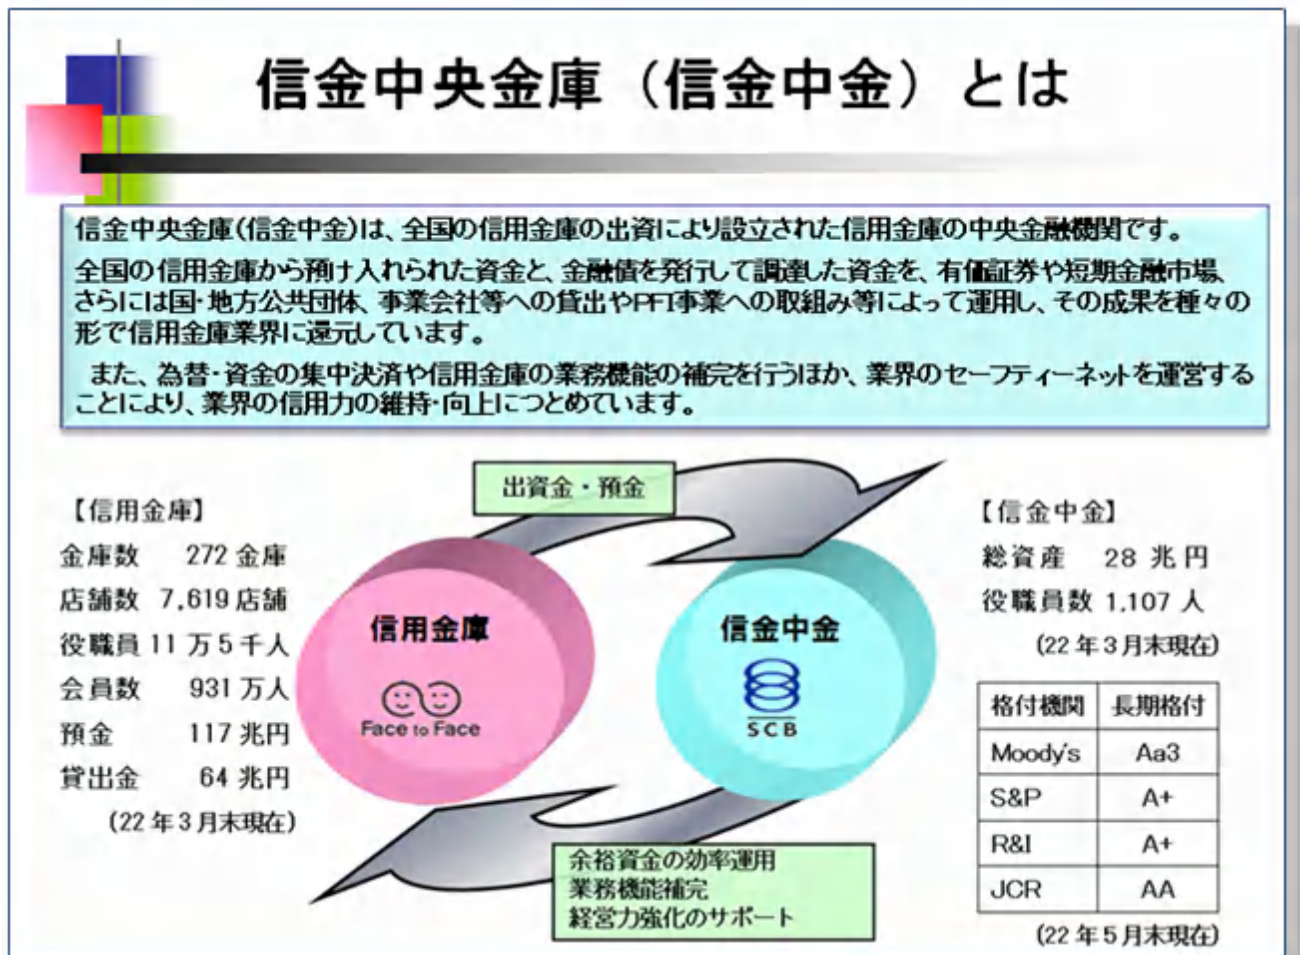 信金中央金庫（信金中金）とは
信金中央金庫(信金中金)は、全国の信用金庫の出資により設立された信用金庫の中央金融機関です。
全国の信用金庫から預け入れられた資金と、金融債を発行して調達した資金を、有価証券や短期金融市場、
さらには国・地方公共団体、事業会社等への貸出やPFI事業への取組み等によって運用し、その成果を種々の
形で信用金庫業界に還元しています。
また、為替・資金の集中決済や信用金庫の業務機能の補完を行うほか、業界のセーフティーネットを運営する
ことにより、業界の信用力の維持・向上につとめています。
出資金・預金
【信用金庫】
金庫数 272 金庫
店舗数 7,619 店舗
役職員 11 万 5 千人
会員数 931 万人
預金 117 兆円
貸出金 64 兆円
(22 年 3 月末現在)
信用金庫
Face to Face
信金中金
SCB
余裕資金の効率運用
業務機能補完
経営力強化のサポート
【信金中金】
総資産 28 兆円
役職員数 1,107 人
(22 年 3 月末現在)
格付機関 長期格付
Moody's Aa3
S&P A+
R&I A+
JCR AA
(22 年 5 月末現在)